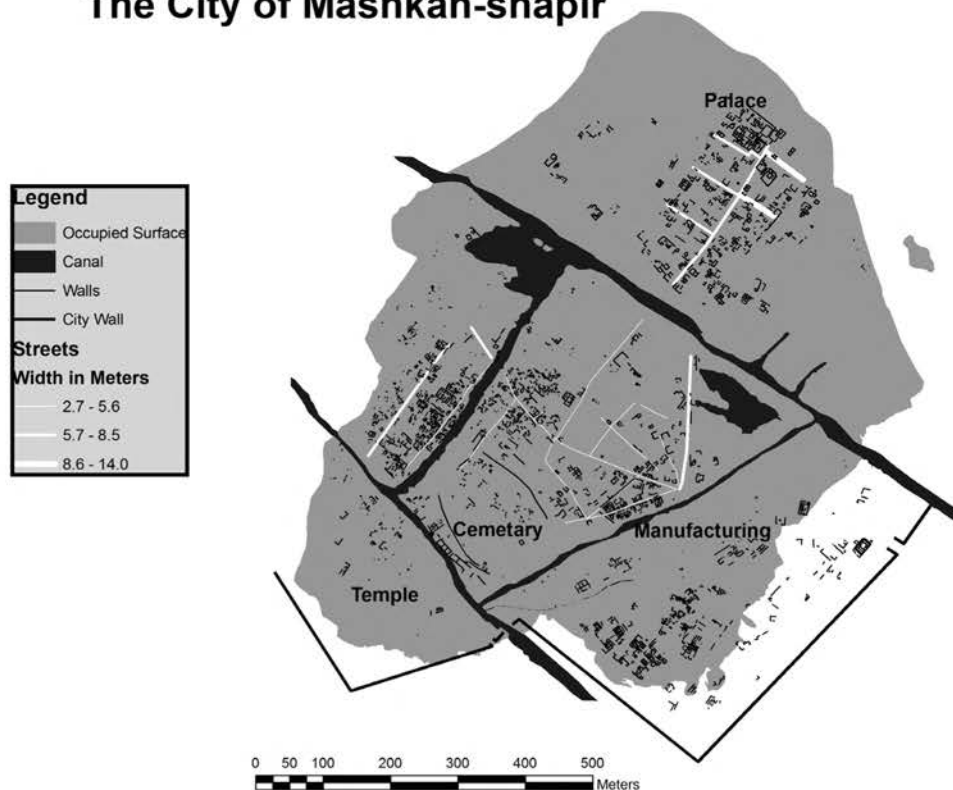 The City of Mashkan-shapir
Palace
Legend
Occupied Surface
Canal
Walls
City Wall
Streets
Width in Meters
2.7 - 5.6
5.7 - 8.5
8.6 - 14.0
Cemetary
Manufacturing
Temple
0 50 100 200 300 400 500
Meters